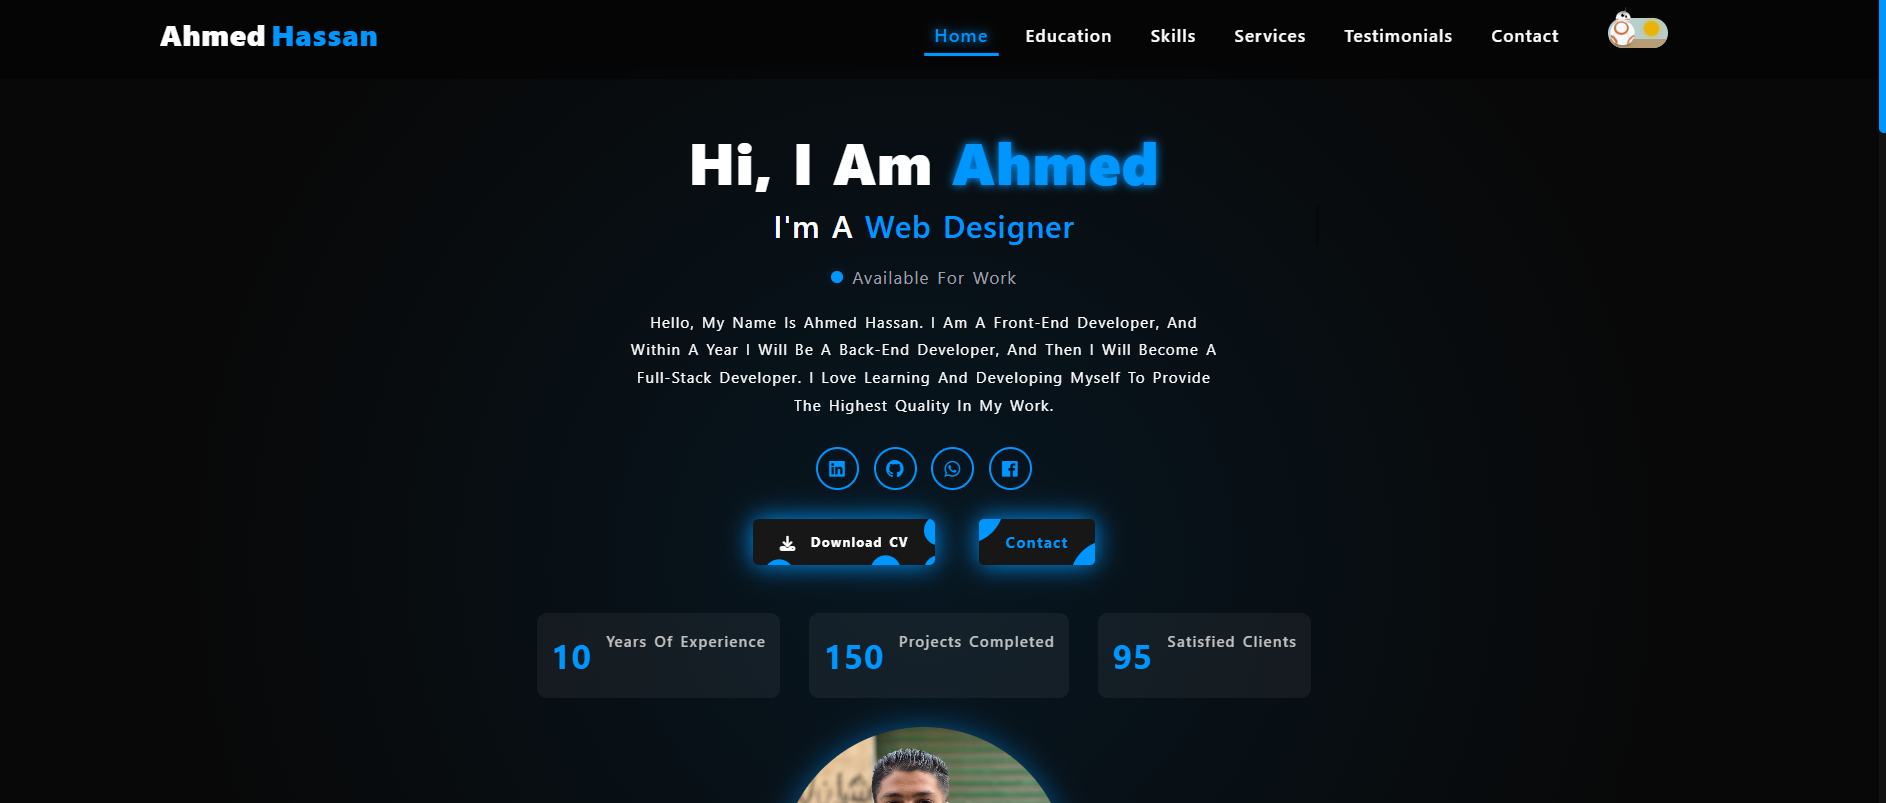 Ahmed Hassan
Home Education Skills Services Testimonials Contact
Hi, I Am Ahmed
I'm A Web Designer
Available For Work
Hello, My Name Is Ahmed Hassan. I Am A Front-End Developer, And
Within A Year I Will Be A Back-End Developer, And Then I Will Become A
Full-Stack Developer. I Love Learning And Developing Myself To Provide
The Highest Quality In My Work.
Download CV
Contact
10 Years Of Experience
150 Projects Completed
95 Satisfied Clients